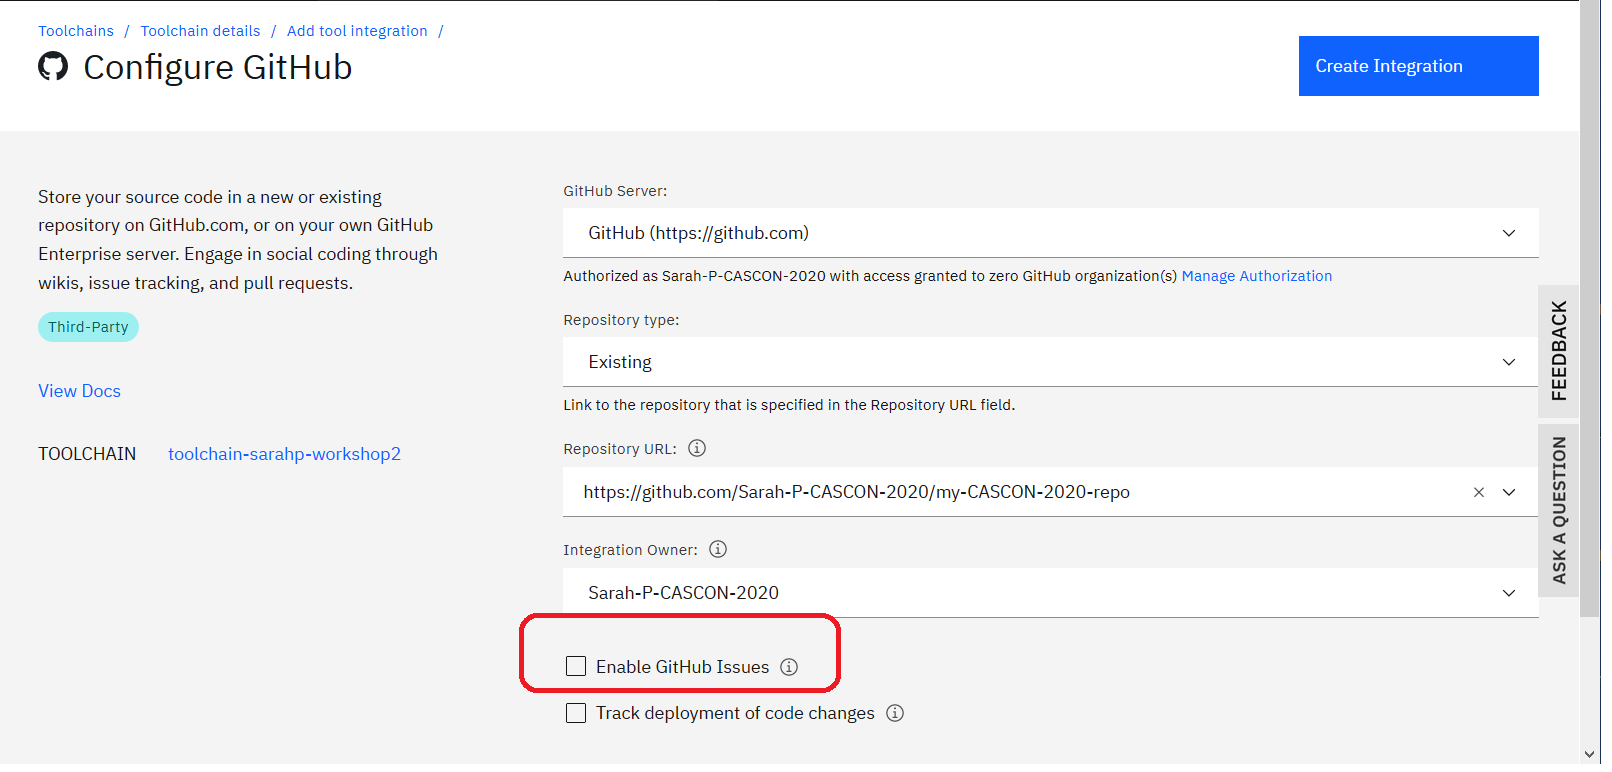 Toolchains / Toolchain details / Add tool integration /
Configure GitHub
Create Integration
Store your source code in a new or existing
repository on GitHub.com, or on your own GitHub
Enterprise server. Engage in social coding through
wikis, issue tracking, and pull requests.
Third-Party
View Docs
TOOLCHAIN toolchain-sarahp-workshop2
GitHub Server:
GitHub (https://github.com)
Authorized as Sarah-P-CASCON-2020 with access granted to zero GitHub organization(s) Manage Authorization
Repository type:
Existing
Link to the repository that is specified in the Repository URL field.
Repository URL:
https://github.com/Sarah-P-CASCON-2020/my-CASCON-2020-repo
Integration Owner:
Sarah-P-CASCON-2020
Enable GitHub Issues
Track deployment of code changes
FEEDBACK
ASK A QUESTION